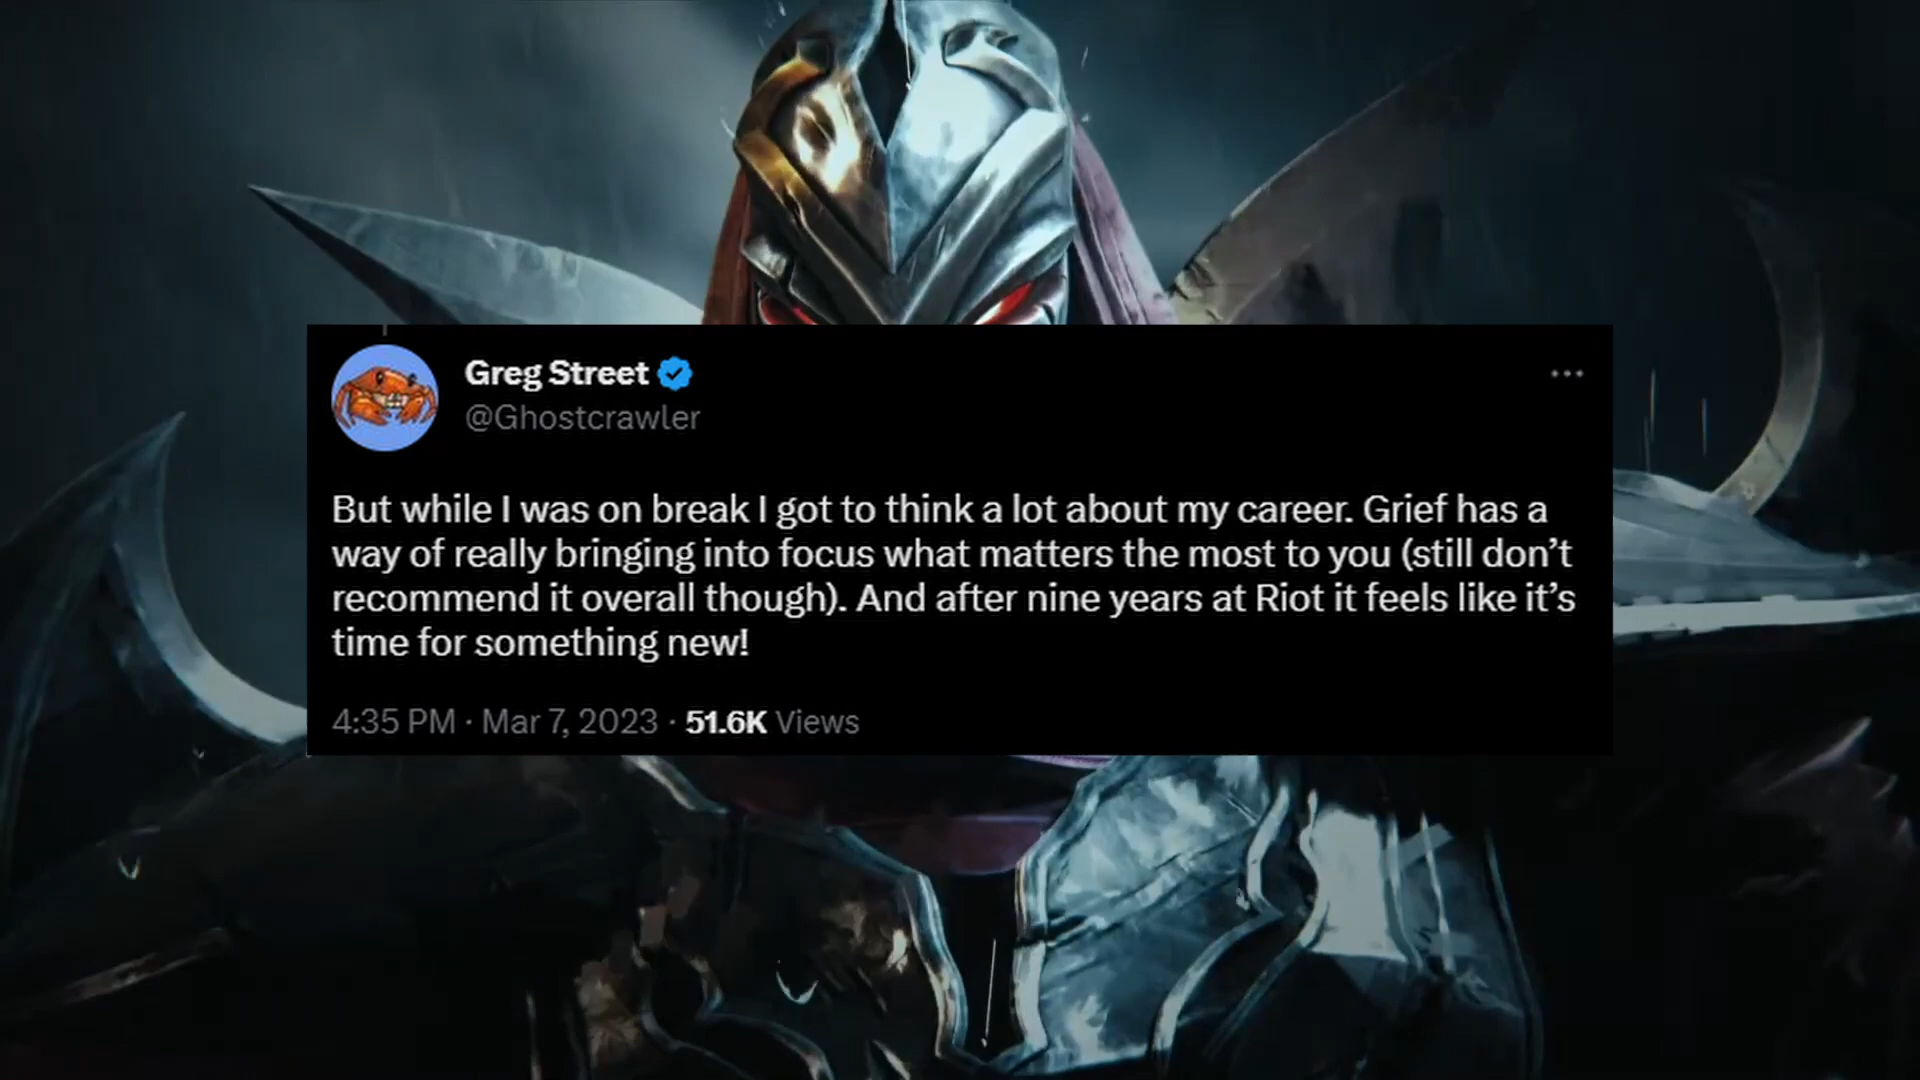 Greg Street
@Ghostcrawler
But while I was on break I got to think a lot about my career. Grief has a
way of really bringing into focus what matters the most to you (still don’t
recommend it overall though). And after nine years at Riot it feels like it’s
time for something new!
4:35 PM · Mar 7, 2023 · 51.6K Views